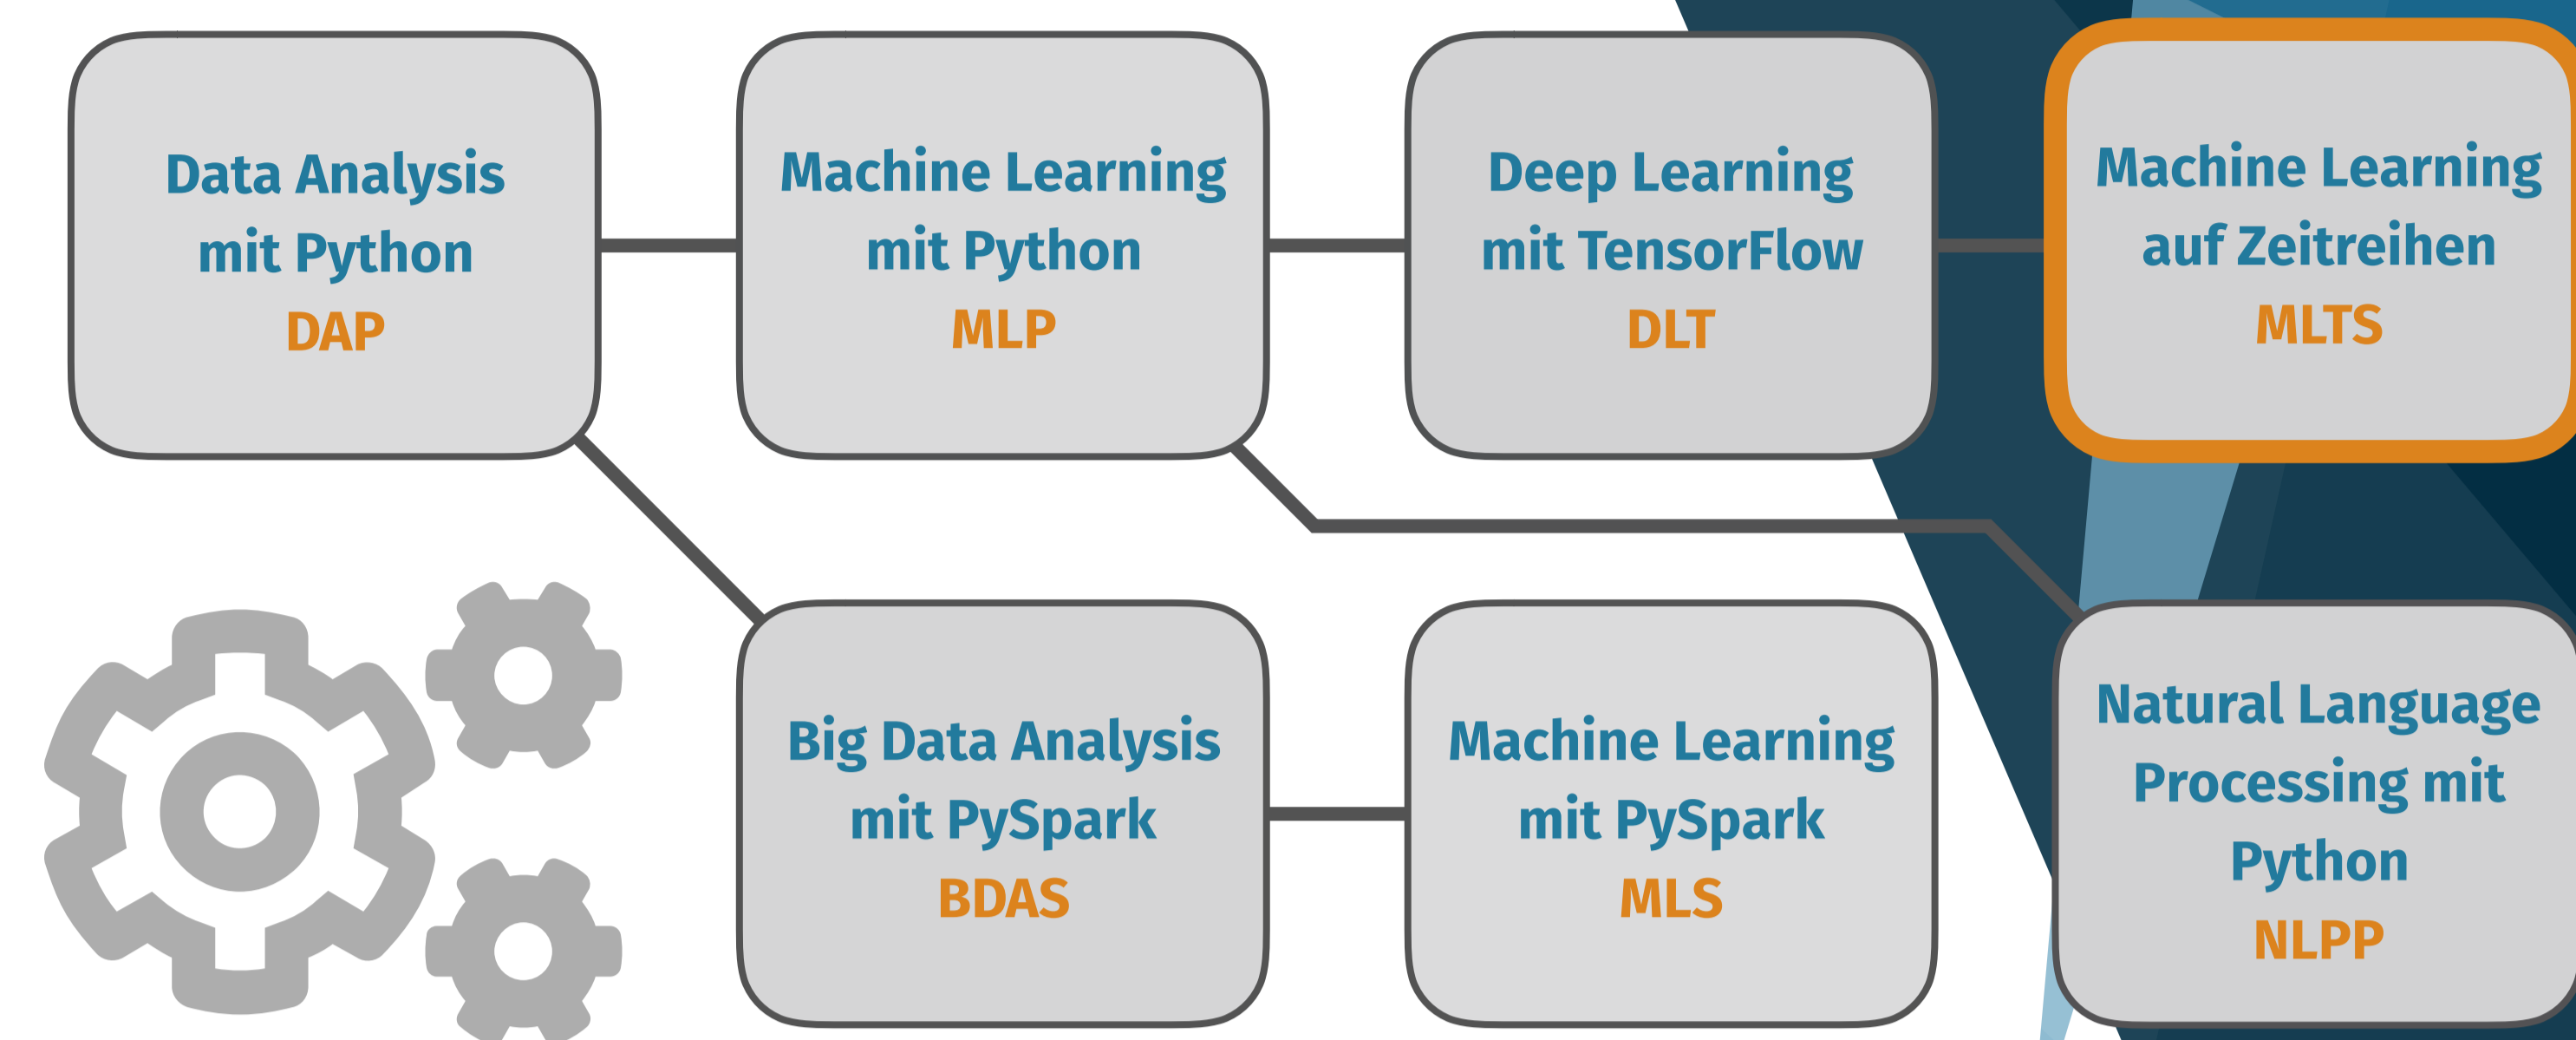 Data Analysis
mit Python
DAP
Machine Learning
mit Python
MLP
Deep Learning
mit TensorFlow
DLT
Machine Learning
auf Zeitreihen
MLTS
Big Data Analysis
mit PySpark
BDAS
Machine Learning
mit PySpark
MLS
Natural Language
Processing mit
Python
NLPP